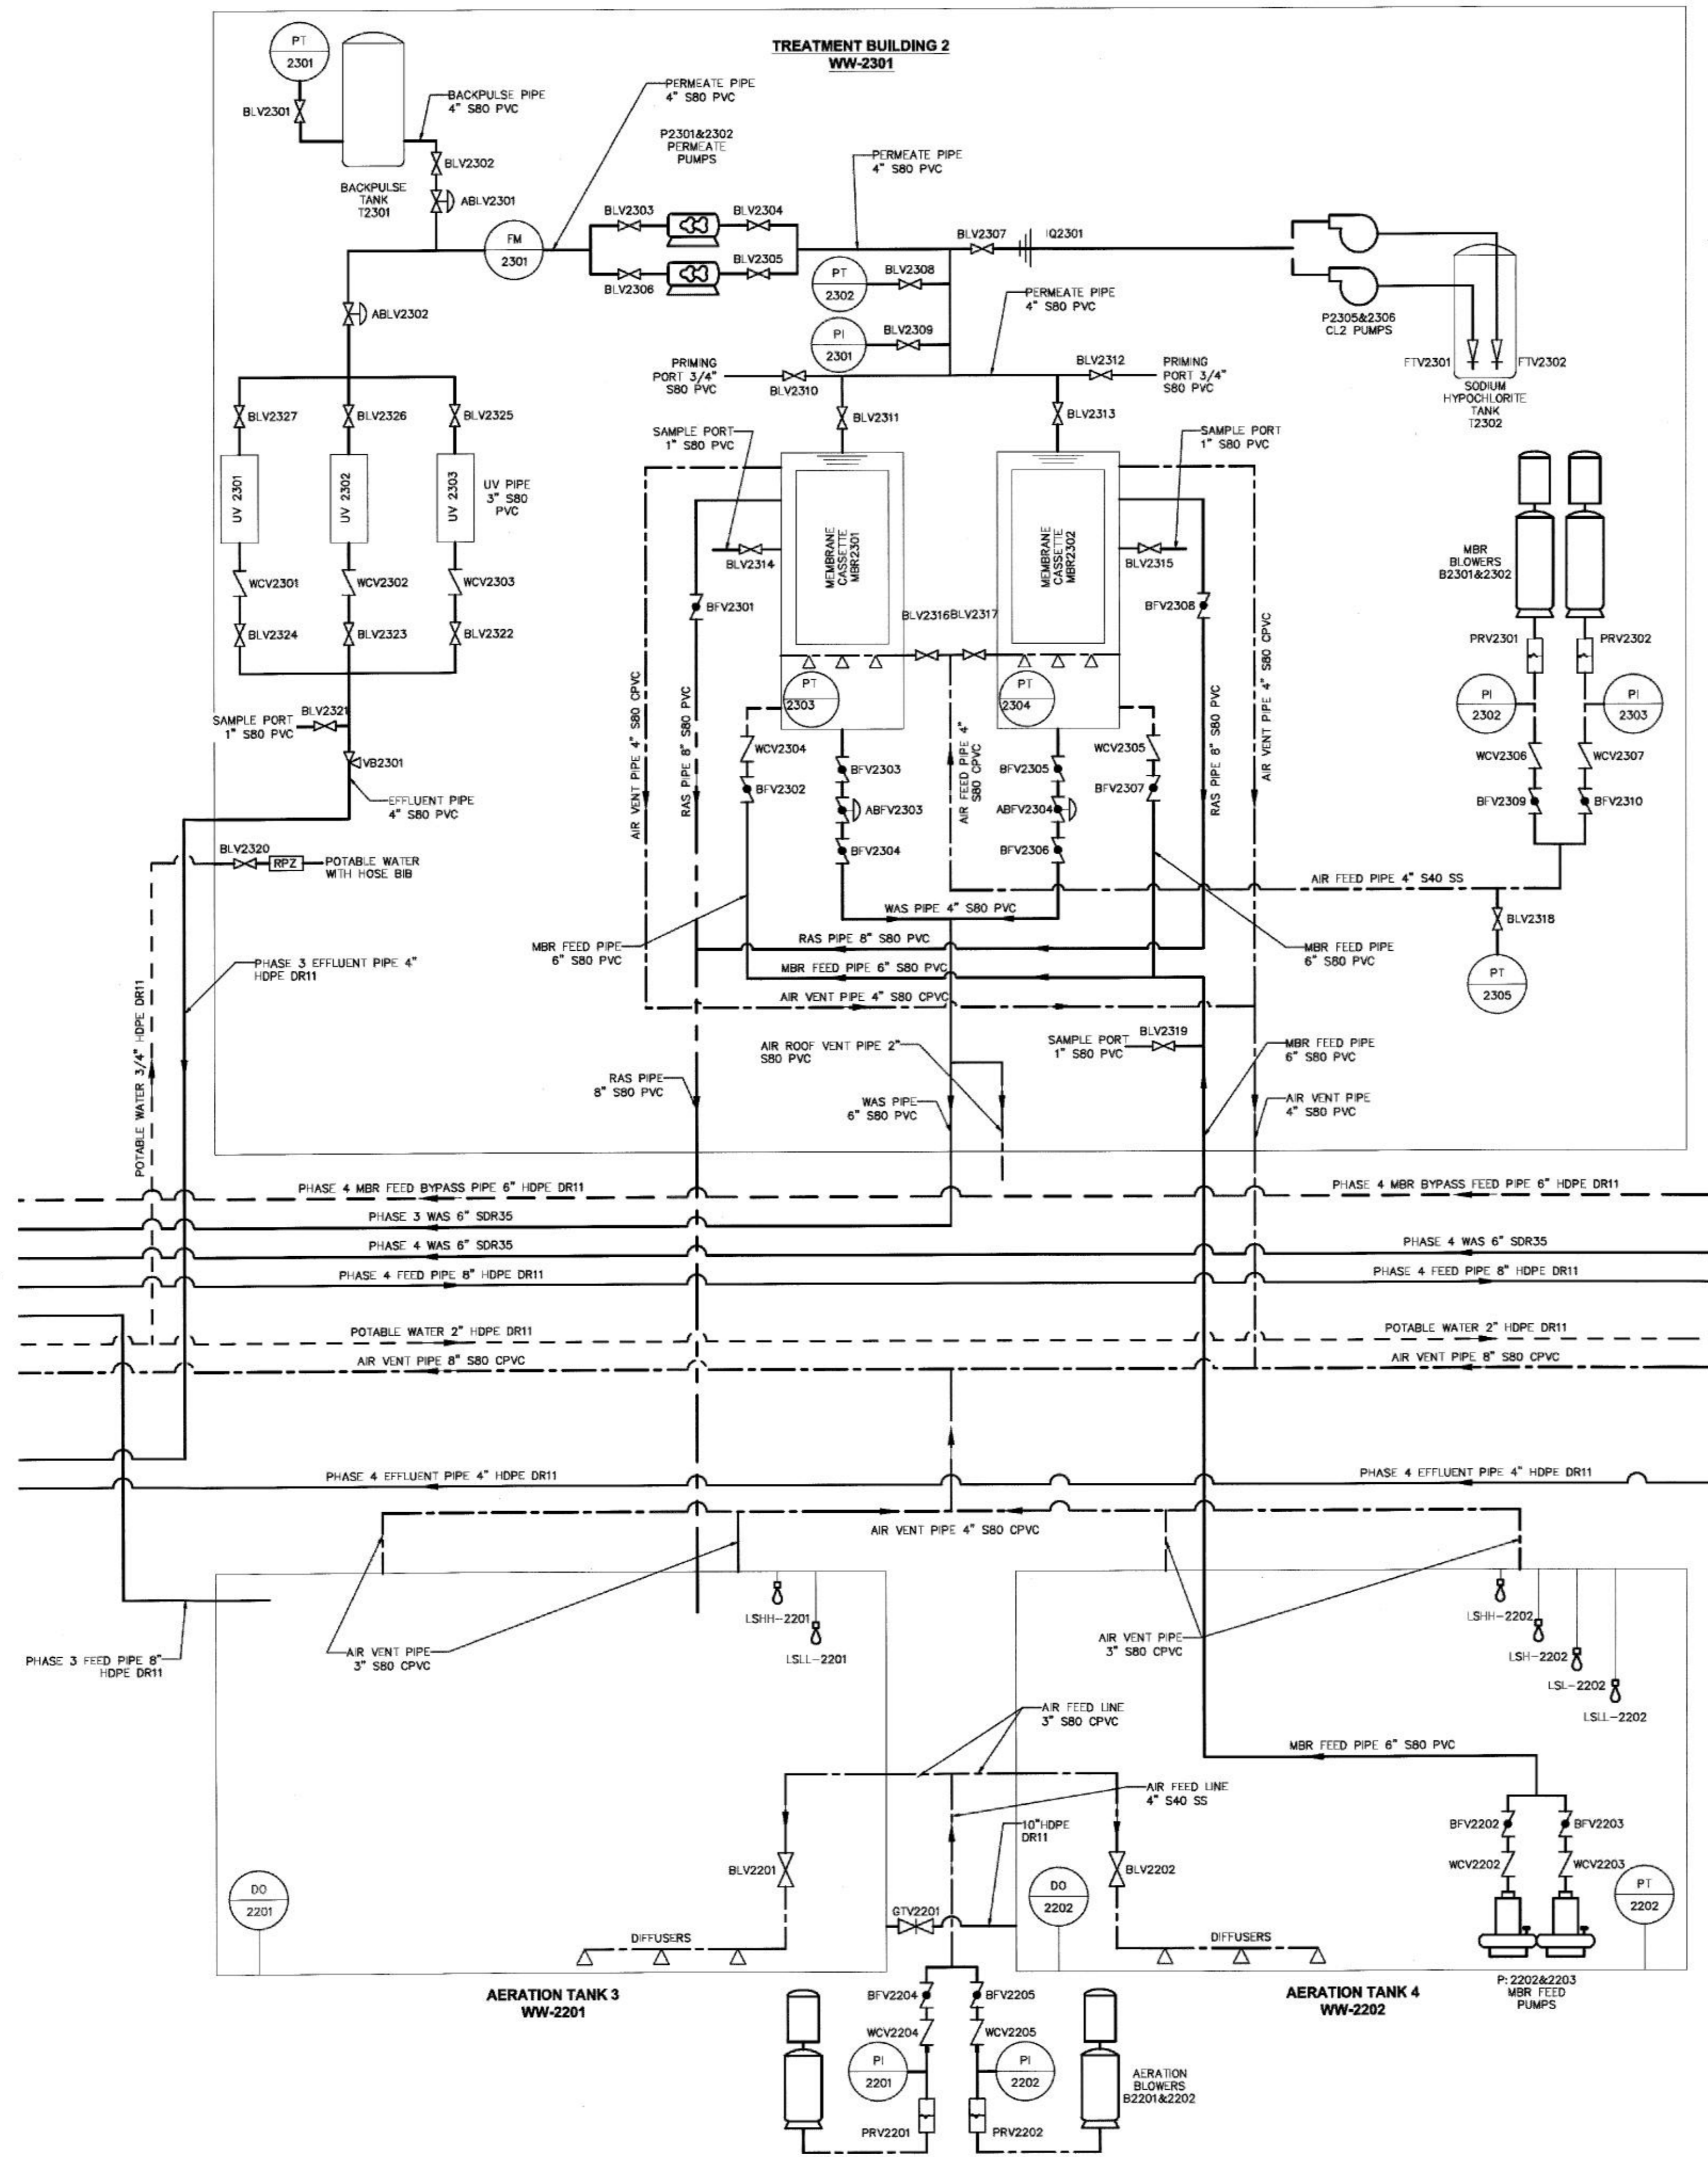 TREATMENT BUILDING 2
WW-2301
PT
2301
BLV2301
BACKPULSE PIPE
4" S80 PVC
BLV2302
ABLV2301
BACKPULSE
TANK
T2301
PERMEATE PIPE
4" S80 PVC
P2301&2302
PERMEATE
PUMPS
PERMEATE PIPE
4" S80 PVC
FM
2301
BLV2303
BLV2304
BLV2305
BLV2306
BLV2307
IQ2301
PT
2302
BLV2308
PI
2301
BLV2309
PERMEATE PIPE
4" S80 PVC
P2305&2306
CL2 PUMPS
FTV2301
FTV2302
SODIUM
HYPOCHLORITE
TANK
T2302
ABLV2302
PRIMING
PORT 3/4"
S80 PVC
BLV2310
BLV2312
PRIMING
PORT 3/4"
S80 PVC
BLV2311
BLV2313
BLV2327
BLV2326
BLV2325
UV 2301
UV 2302
UV 2303
UV PIPE
3" S80
PVC
WCV2301
WCV2302
WCV2303
BLV2324
BLV2323
BLV2322
SAMPLE PORT
1" S80 PVC
SAMPLE PORT
1" S80 PVC
MEMBRANE
CASSETTE
MBR2301
MEMBRANE
CASSETTE
MBR2302
BLV2314
BLV2315
BFV2301
BFV2308
BLV2316
BLV2317
PT
2303
PT
2304
MBR
BLOWERS
B2301&2302
PRV2301
PRV2302
PI
2302
PI
2303
WCV2306
WCV2307
BFV2309
BFV2310
BLV2321
SAMPLE PORT
1" S80 PVC
VB2301
EFFLUENT PIPE
4" S80 PVC
AIR VENT PIPE 4" S80 CPVC
RAS PIPE 8" S80 PVC
WCV2304
BFV2302
BFV2303
ABFV2303
BFV2304
AIR FEED PIPE 4"
S80 CPVC
BFV2305
ABFV2304
BFV2306
WCV2305
BFV2307
RAS PIPE 8" S80 PVC
AIR VENT PIPE 4" S80 CPVC
BLV2320
RPZ
POTABLE WATER
WITH HOSE BIB
AIR FEED PIPE 4" S40 SS
BLV2318
PT
2305
WAS PIPE 4" S80 PVC
MBR FEED PIPE
6" S80 PVC
RAS PIPE 8" S80 PVC
MBR FEED PIPE
6" S80 PVC
MBR FEED PIPE 6" S80 PVC
AIR VENT PIPE 4" S80 CPVC
PHASE 3 EFFLUENT PIPE 4"
HDPE DR11
POTABLE WATER 3/4" HDPE DR11
AIR ROOF VENT PIPE 2"
S80 PVC
SAMPLE PORT
1" S80 PVC
BLV2319
MBR FEED PIPE
6" S80 PVC
RAS PIPE
8" S80 PVC
WAS PIPE
6" S80 PVC
AIR VENT PIPE
4" S80 PVC
PHASE 4 MBR FEED BYPASS PIPE 6" HDPE DR11
PHASE 4 MBR BYPASS FEED PIPE 6" HDPE DR11
PHASE 3 WAS 6" SDR35
PHASE 4 WAS 6" SDR35
PHASE 4 WAS 6" SDR35
PHASE 4 FEED PIPE 8" HDPE DR11
PHASE 4 FEED PIPE 8" HDPE DR11
POTABLE WATER 2" HDPE DR11
POTABLE WATER 2" HDPE DR11
AIR VENT PIPE 8" S80 CPVC
AIR VENT PIPE 8" S80 CPVC
PHASE 4 EFFLUENT PIPE 4" HDPE DR11
PHASE 4 EFFLUENT PIPE 4" HDPE DR11
AIR VENT PIPE 4" S80 CPVC
LSHH-2201
LSLL-2201
AIR VENT PIPE
3" S80 CPVC
PHASE 3 FEED PIPE 8"
HDPE DR11
AIR VENT PIPE
3" S80 CPVC
LSHH-2202
LSH-2202
LSL-2202
LSLL-2202
AIR FEED LINE
3" S80 CPVC
MBR FEED PIPE 6" S80 PVC
AIR FEED LINE
4" S40 SS
10"HDPE
DR11
BLV2201
BLV2202
BFV2202
BFV2203
WCV2202
WCV2203
DO
2201
DO
2202
PT
2202
GTV2201
DIFFUSERS
DIFFUSERS
P: 2202&2203
MBR FEED
PUMPS
AERATION TANK 3
WW-2201
AERATION TANK 4
WW-2202
BFV2204
BFV2205
WCV2204
WCV2205
PI
2201
PI
2202
AERATION
BLOWERS
B2201&2202
PRV2201
PRV2202